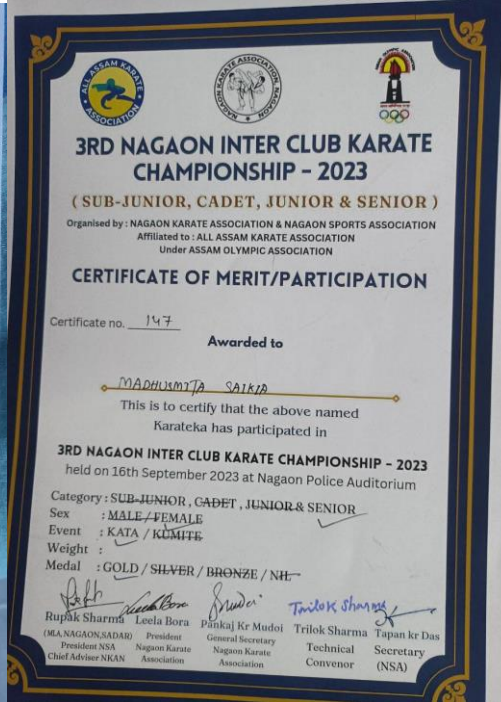 ALL ASSAM KARATE
ASSOCIATION
NAGAON KARATE ASSOCIATION, NAGAON
3RD NAGAON INTER CLUB KARATE
CHAMPIONSHIP - 2023
( SUB-JUNIOR, CADET, JUNIOR & SENIOR )
Organised by : NAGAON KARATE ASSOCIATION & NAGAON SPORTS ASSOCIATION
Affiliated to : ALL ASSAM KARATE ASSOCIATION
Under ASSAM OLYMPIC ASSOCIATION
CERTIFICATE OF MERIT/PARTICIPATION
Certificate no. 147
Awarded to
MADHUSMITA SAIKIA
This is to certify that the above named
Karateka has participated in
3RD NAGAON INTER CLUB KARATE CHAMPIONSHIP - 2023
held on 16th September 2023 at Nagaon Police Auditorium
Category : SUB-JUNIOR, CADET, JUNIOR & SENIOR
Sex : MALE / FEMALE
Event : KATA / KUMITE
Weight :
Medal : GOLD / SILVER / BRONZE / NIL
Leela Bora
Trilok Sharma
Rupak Sharma Leela Bora Pankaj Kr Mudoi Trilok Sharma Tapan kr Das
(MLA, NAGAON,SADAR) President General Secretary Technical Secretary
President NSA Nagaon Karate Nagaon Karate Convenor (NSA)
Chief Adviser NKAN Association Association